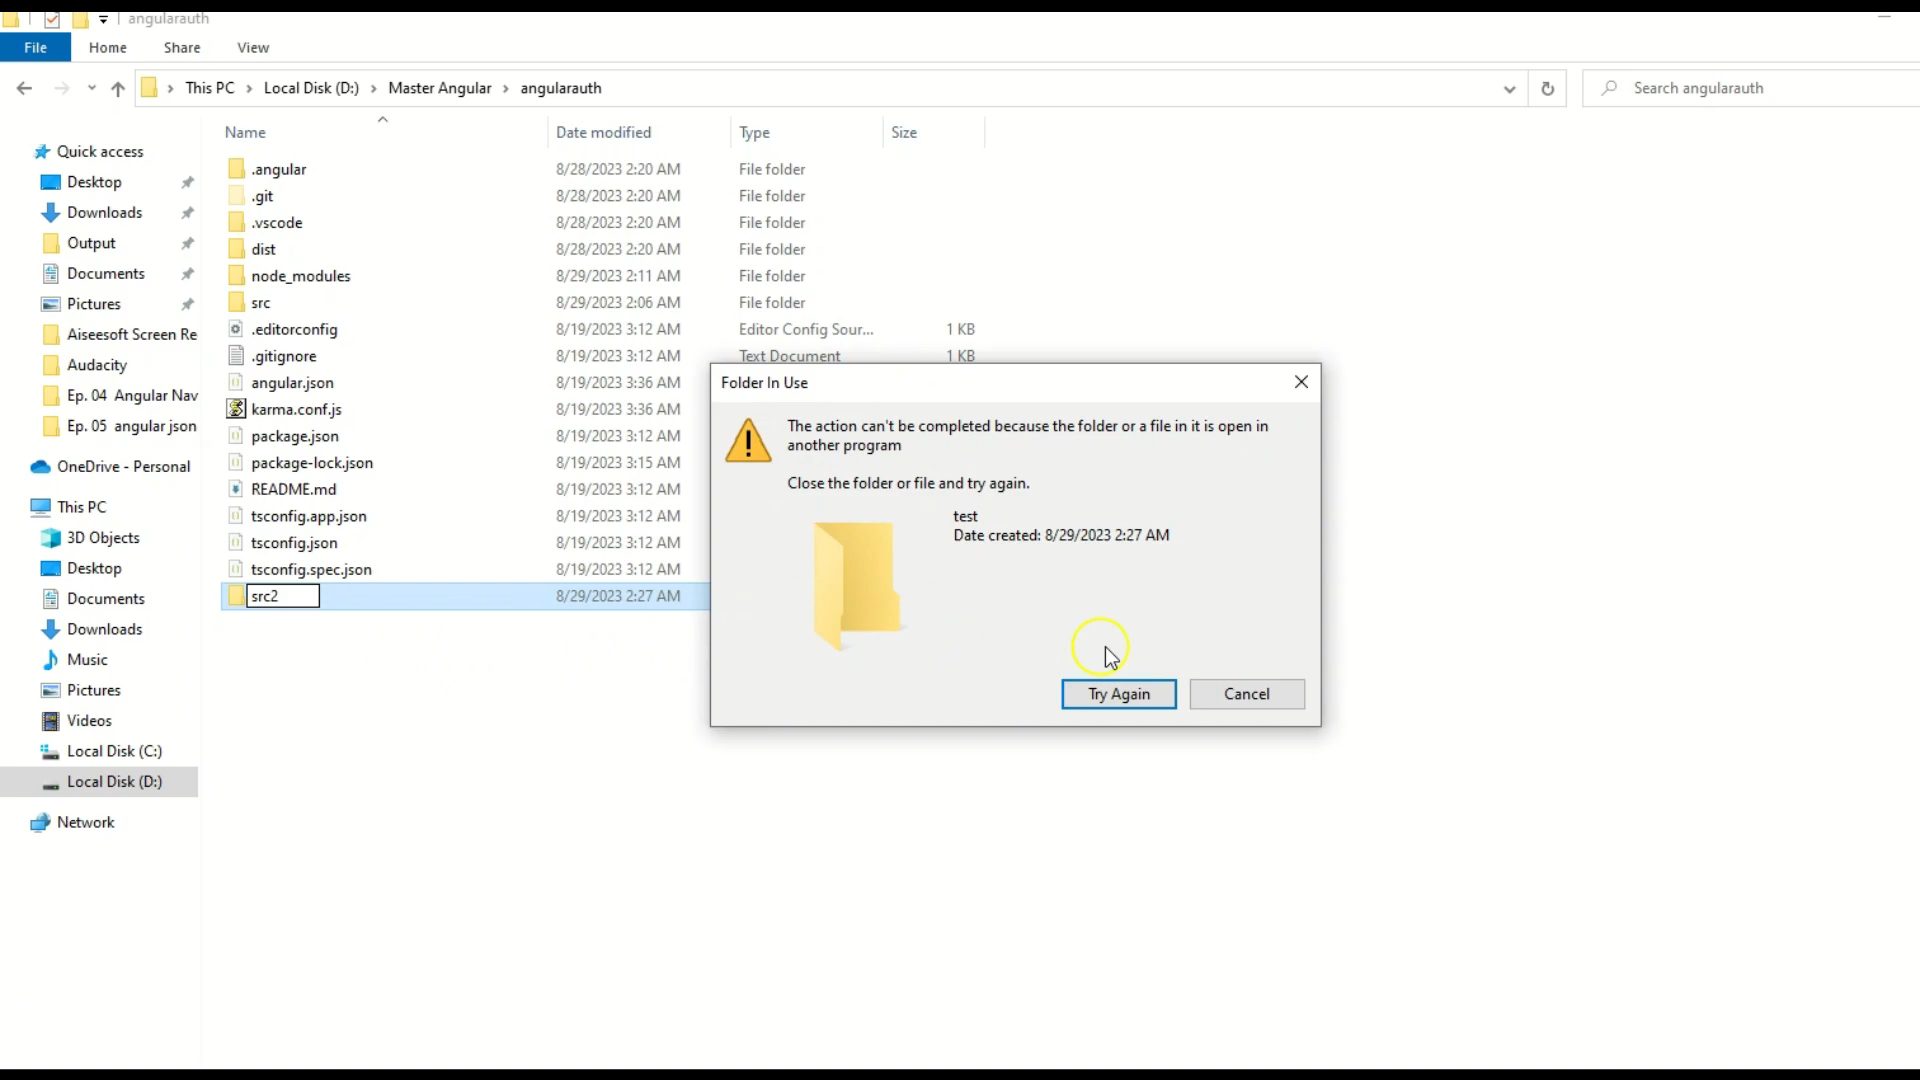 angularauth
File Home Share View
This PC Local Disk (D:) Master Angular angularauth
Search angularauth
Name Date modified Type Size
Quick access
Desktop
Downloads
Output
Documents
Pictures
Aiseesoft Screen Re
Audacity
Ep. 04 Angular Nav
Ep. 05 angular json
OneDrive - Personal
This PC
3D Objects
Desktop
Documents
Downloads
Music
Pictures
Videos
Local Disk (C:)
Local Disk (D:)
Network
.angular 8/28/2023 2:20 AM File folder
.git 8/28/2023 2:20 AM File folder
.vscode 8/28/2023 2:20 AM File folder
dist 8/28/2023 2:20 AM File folder
node_modules 8/29/2023 2:11 AM File folder
src 8/29/2023 2:06 AM File folder
.editorconfig 8/19/2023 3:12 AM Editor Config Sour... 1 KB
.gitignore 8/19/2023 3:12 AM Text Document 1 KB
angular.json 8/19/2023 3:36 AM
karma.conf.js 8/19/2023 3:36 AM
package.json 8/19/2023 3:12 AM
package-lock.json 8/19/2023 3:15 AM
README.md 8/19/2023 3:12 AM
tsconfig.app.json 8/19/2023 3:12 AM
tsconfig.json 8/19/2023 3:12 AM
tsconfig.spec.json 8/19/2023 3:12 AM
src2 8/29/2023 2:27 AM
Folder In Use
The action can't be completed because the folder or a file in it is open in
another program
Close the folder or file and try again.
test
Date created: 8/29/2023 2:27 AM
Try Again Cancel